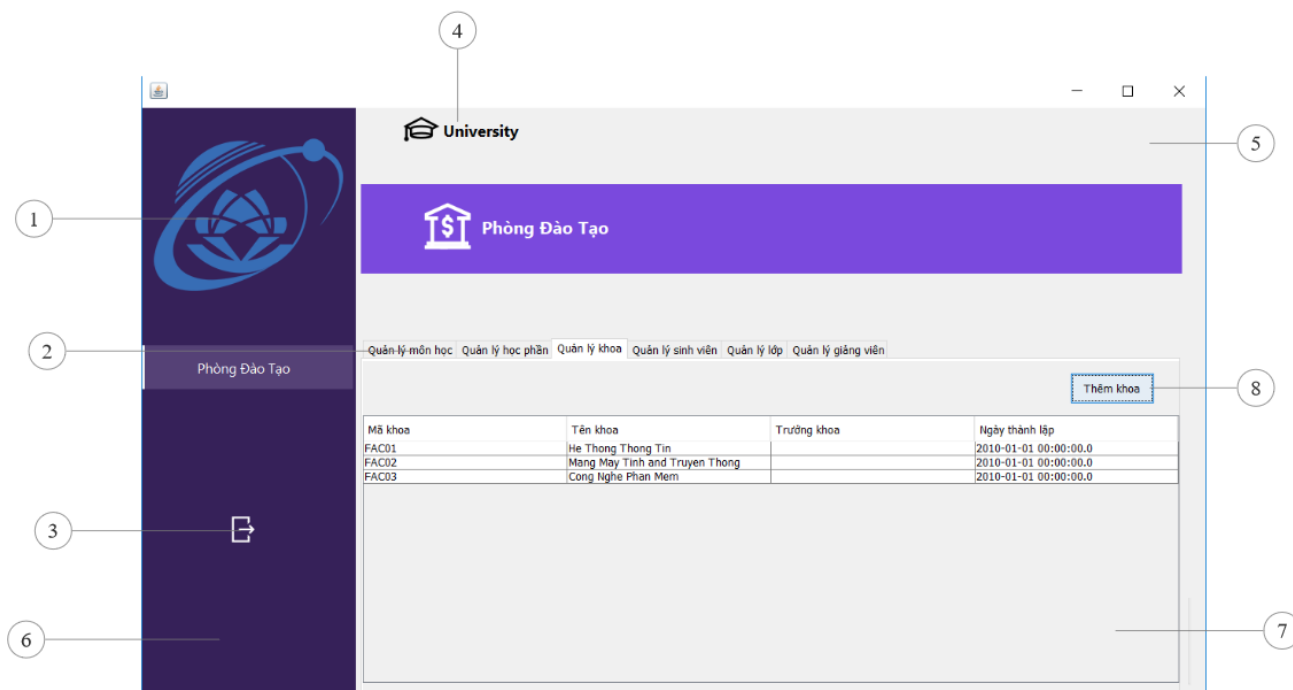 4
University
5
1
Phòng Đào Tạo
2
Quản lý môn học Quản lý học phần Quản lý khoa Quản lý sinh viên Quản lý lớp Quản lý giảng viên
Phòng Đào Tạo
Thêm khoa
8
Mã khoa Tên khoa Trưởng khoa Ngày thành lập
FAC01 He Thong Thong Tin 2010-01-01 00:00:00.0
FAC02 Mang May Tinh and Truyen Thong 2010-01-01 00:00:00.0
FAC03 Cong Nghe Phan Mem 2010-01-01 00:00:00.0
3
6
7